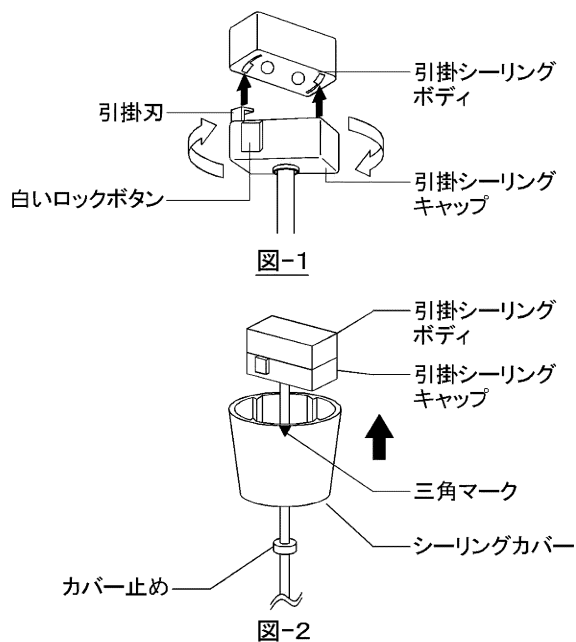 引掛シーリング
ボディ
引掛刃
白いロックボタン
引掛シーリング
キャップ
図-1
引掛シーリング
ボディ
引掛シーリング
キャップ
三角マーク
シーリングカバー
カバー止め
図-2